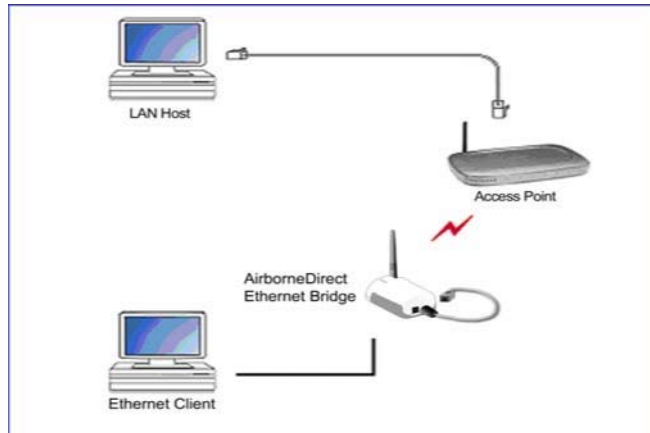 LAN Host
Access Point
AirborneDirect
Ethernet Bridge
Ethernet Client